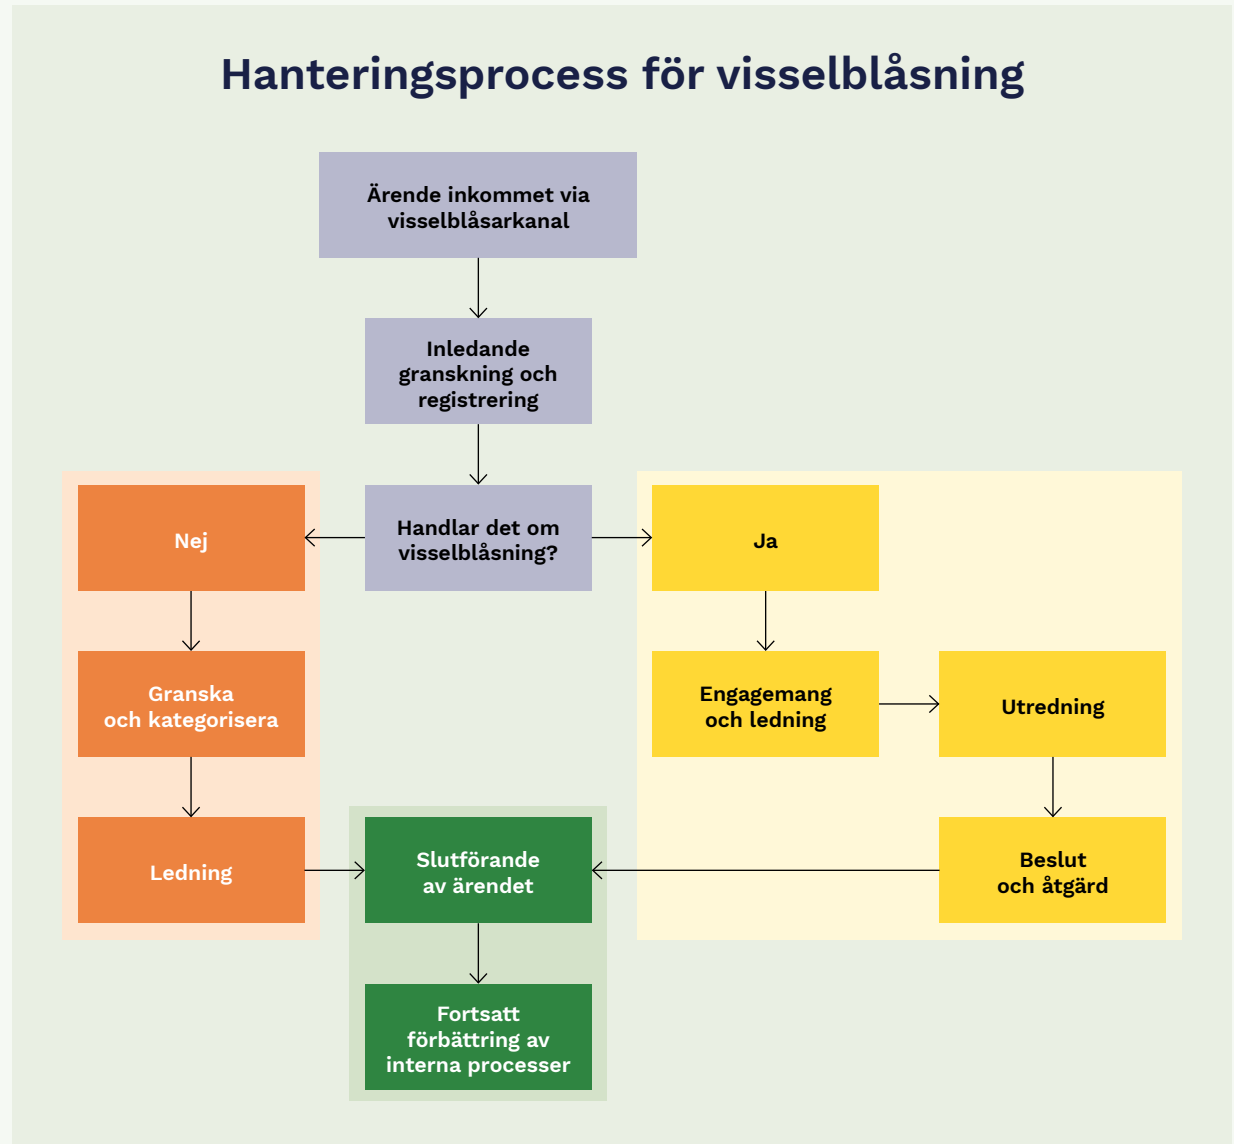 Hanteringsprocess för visselblåsning
Ärende inkommet via
visselblåsarkanal
Inledande
granskning och
registrering
Handlar det om
visselblåsning?
Nej
Granska
och kategorisera
Ledning
Ja
Engagemang
och ledning
Utredning
Beslut
och åtgärd
Slutförande
av ärendet
Fortsatt
förbättring av
interna processer